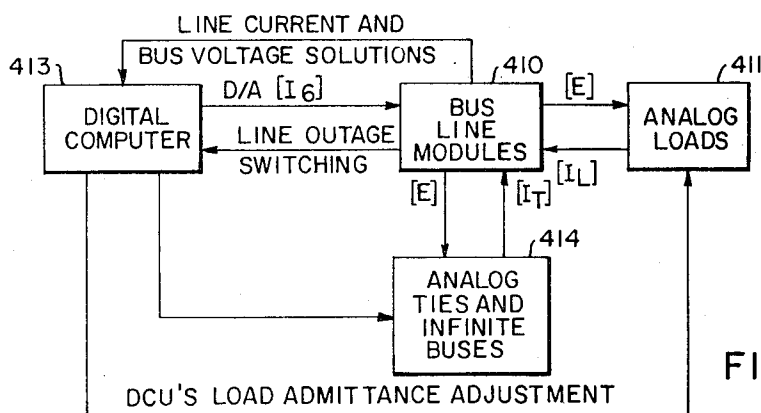 LINE CURRENT AND
BUS VOLTAGE SOLUTIONS
413
410
411
D/A [I6]
[E]
DIGITAL
COMPUTER
BUS
LINE
MODULES
ANALOG
LOADS
LINE OUTAGE
SWITCHING
[IL]
[E]
[IT]
414
ANALOG
TIES AND
INFINITE
BUSES
FI
DCU'S LOAD ADMITTANCE ADJUSTMENT